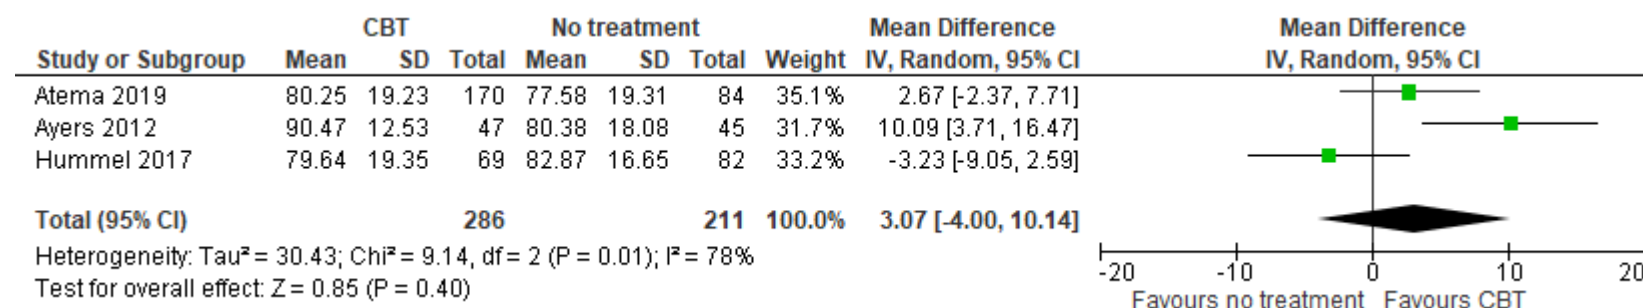 CBT No treatment Mean Difference Mean Difference
Study or Subgroup Mean SD Total Mean SD Total Weight IV, Random, 95% CI IV, Random, 95% CI
Atema 2019 80.25 19.23 170 77.58 19.31 84 35.1% 2.67 [-2.37, 7.71]
Ayers 2012 90.47 12.53 47 80.38 18.08 45 31.7% 10.09 [3.71, 16.47]
Hummel 2017 79.64 19.35 69 82.87 16.65 82 33.2% -3.23 [-9.05, 2.59]
Total (95% CI) 286 211 100.0% 3.07 [-4.00, 10.14]
Heterogeneity: Tau² = 30.43; Chi² = 9.14, df = 2 (P = 0.01); I² = 78%
Test for overall effect: Z = 0.85 (P = 0.40)
-20 -10 0 10 20
Favours no treatment Favours CBT